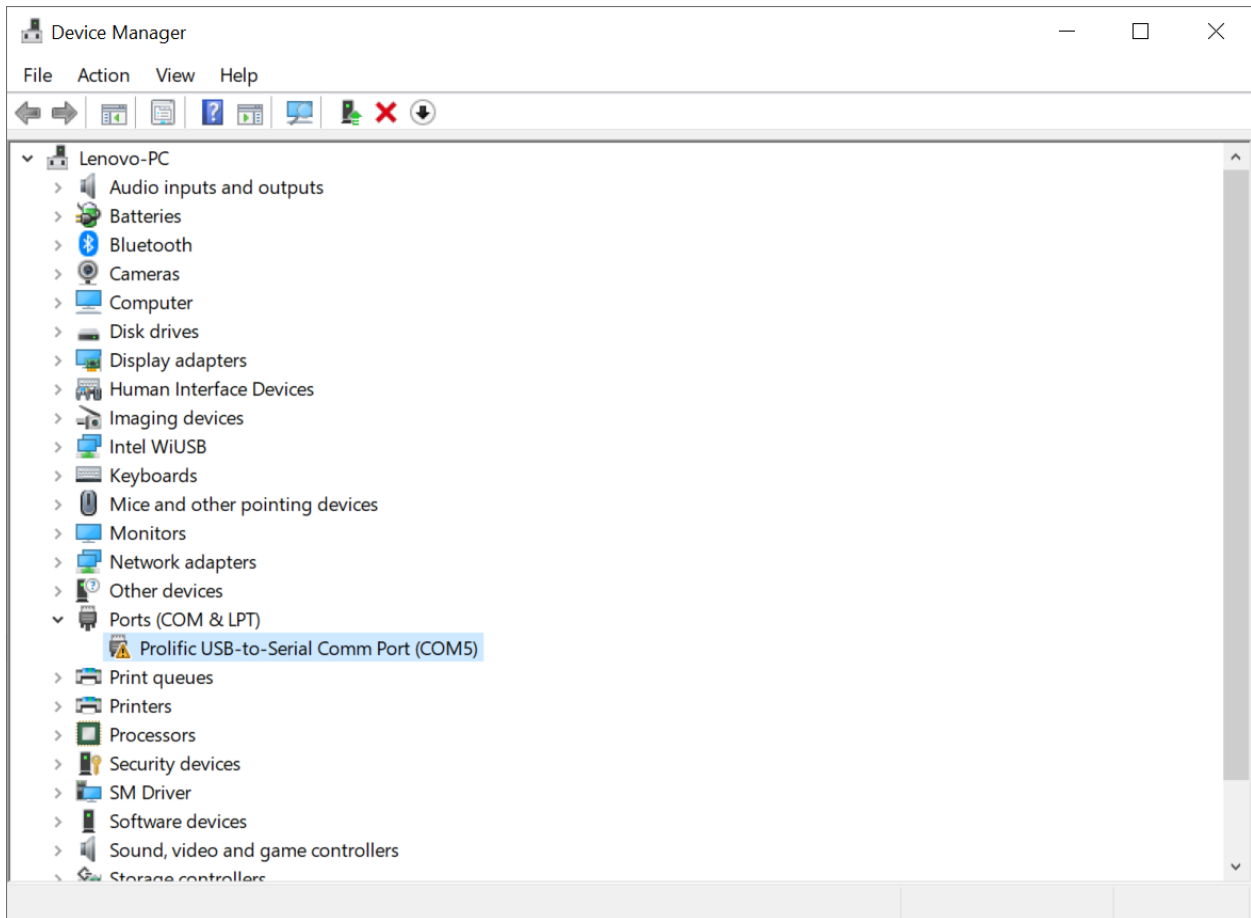 Device Manager
File Action View Help
Lenovo-PC
Audio inputs and outputs
Batteries
Bluetooth
Cameras
Computer
Disk drives
Display adapters
Human Interface Devices
Imaging devices
Intel WiUSB
Keyboards
Mice and other pointing devices
Monitors
Network adapters
Other devices
Ports (COM & LPT)
Prolific USB-to-Serial Comm Port (COM5)
Print queues
Printers
Processors
Security devices
SM Driver
Software devices
Sound, video and game controllers
Storage controllers